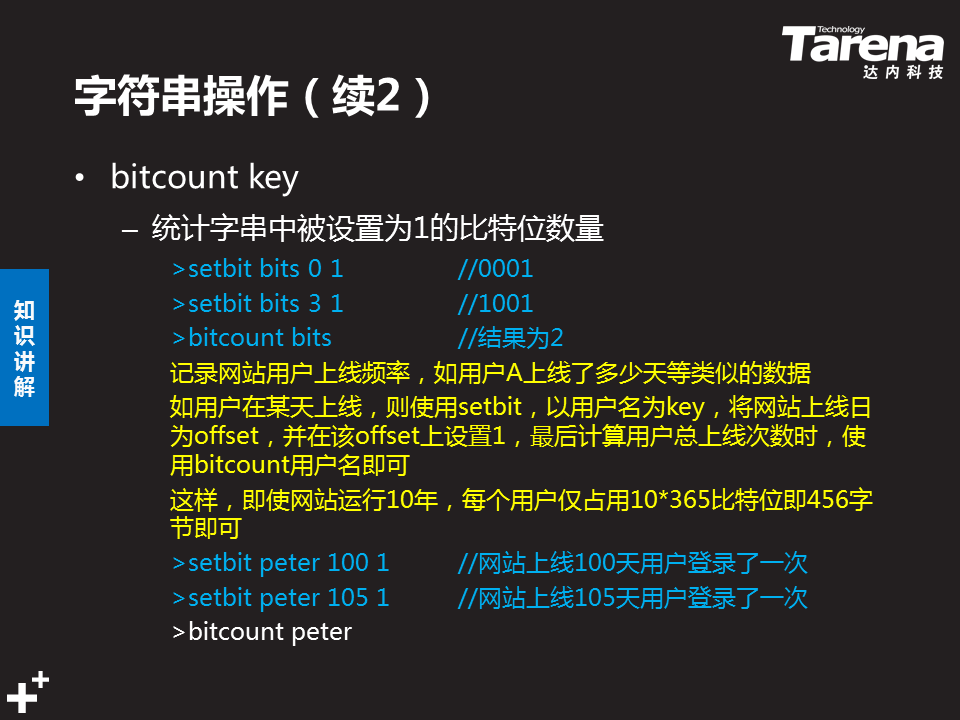 Technology
Tarena
达内科技
字符串操作（续2）
• bitcount key
– 统计字串中被设置为1的比特位数量
>setbit bits 0 1 //0001
>setbit bits 3 1 //1001
>bitcount bits //结果为2
记录网站用户上线频率，如用户A上线了多少天等类似的数据
如用户在某天上线，则使用setbit，以用户名为key，将网站上线日
为offset，并在该offset上设置1，最后计算用户总上线次数时，使
用bitcount用户名即可
这样，即使网站运行10年，每个用户仅占用10*365比特位即456字
节即可
>setbit peter 100 1 //网站上线100天用户登录了一次
>setbit peter 105 1 //网站上线105天用户登录了一次
>bitcount peter
知
识
讲
解